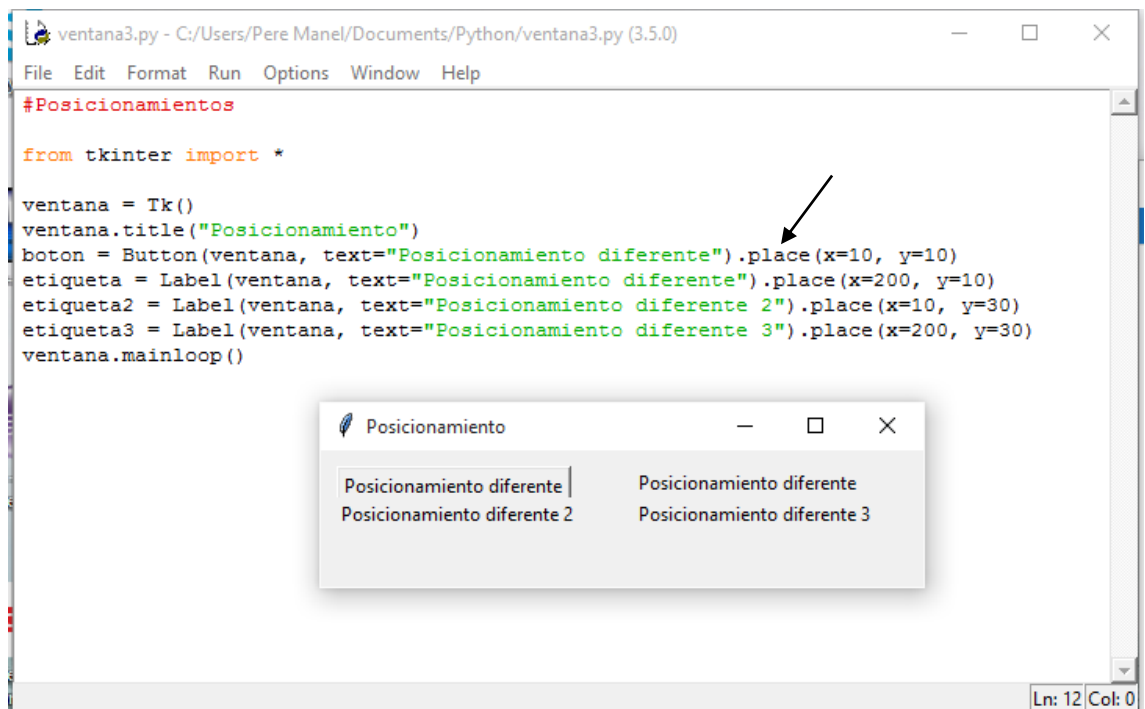 ventana3.py - C:/Users/Pere Manel/Documents/Python/ventana3.py (3.5.0)
File Edit Format Run Options Window Help
#Posicionamientos
from tkinter import *
ventana = Tk()
ventana.title("Posicionamiento")
boton = Button(ventana, text="Posicionamiento diferente").place(x=10, y=10)
etiqueta = Label(ventana, text="Posicionamiento diferente").place(x=200, y=10)
etiqueta2 = Label(ventana, text="Posicionamiento diferente 2").place(x=10, y=30)
etiqueta3 = Label(ventana, text="Posicionamiento diferente 3").place(x=200, y=30)
ventana.mainloop()
Posicionamiento
Posicionamiento diferente Posicionamiento diferente
Posicionamiento diferente 2 Posicionamiento diferente 3
Ln: 12 Col: 0